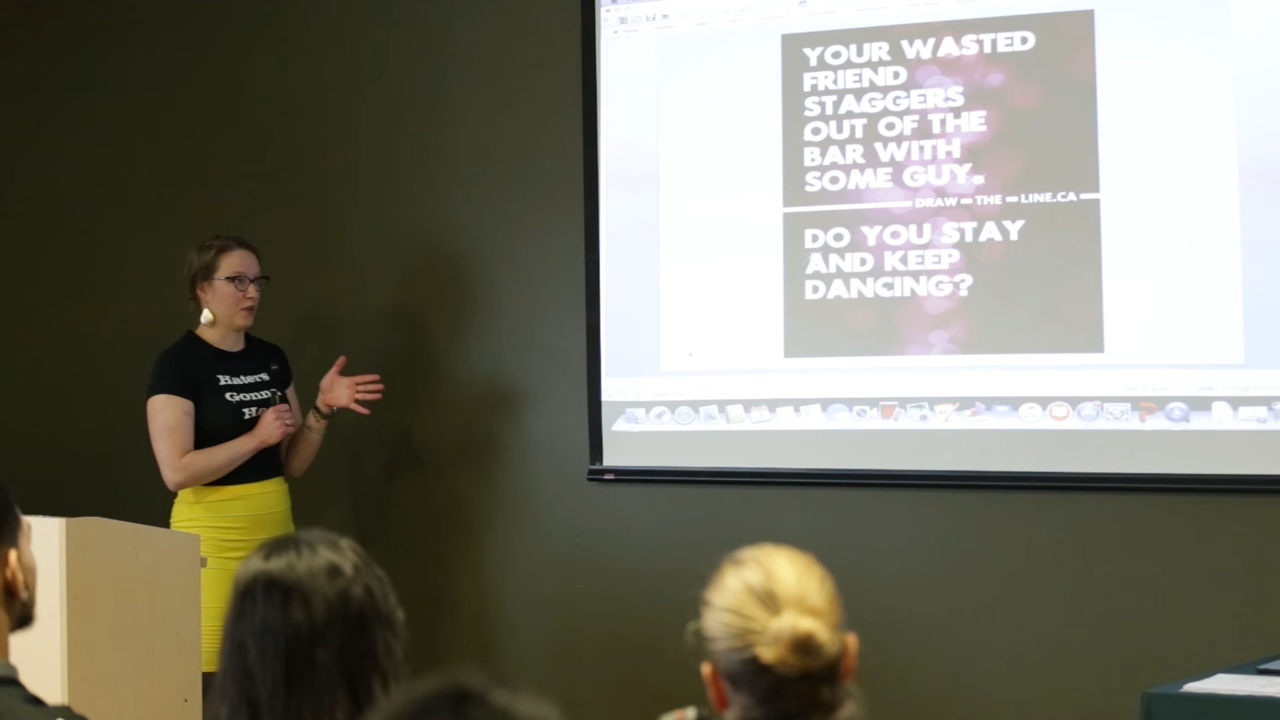 YOUR WASTED
FRIEND
STAGGERS
OUT OF THE
BAR WITH
SOME GUY.
DRAW - THE - LINE.CA
DO YOU STAY
AND KEEP
DANCING?
Haters
Gonn